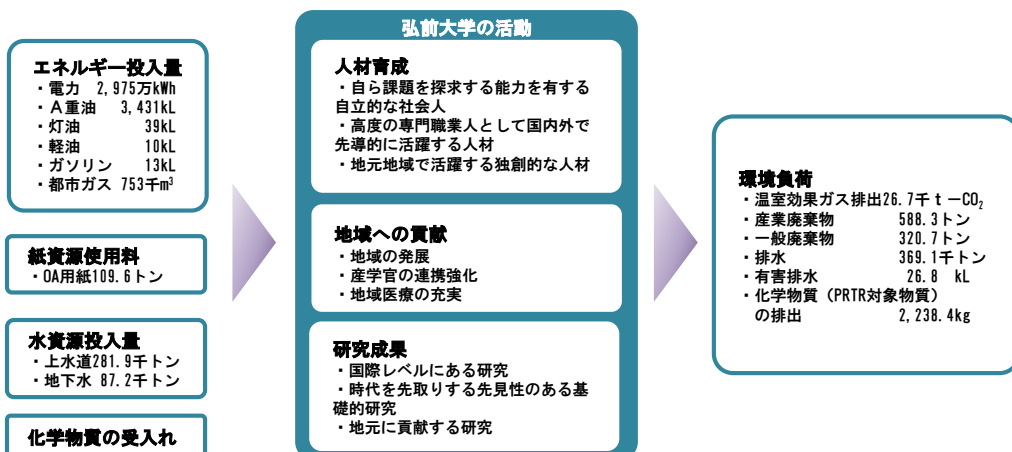 エネルギー投入量
・電力 2,975万kWh
・A重油 3,431kL
・灯油 39kL
・軽油 10kL
・ガソリン 13kL
・都市ガス 753千m³
紙資源使用料
・OA用紙109.6トン
水資源投入量
・上水道281.9千トン
・地下水 87.2千トン
化学物質の受入れ
弘前大学の活動
人材育成
・自ら課題を探求する能力を有する
自立的な社会人
・高度の専門職業人として国内外で
先導的に活躍する人材
・地元地域で活躍する独創的な人材
地域への貢献
・地域の発展
・産学官の連携強化
・地域医療の充実
研究成果
・国際レベルにある研究
・時代を先取りする先見性のある基
礎的研究
・地元に貢献する研究
環境負荷
・温室効果ガス排出26.7千t－CO₂
・産業廃棄物 588.3トン
・一般廃棄物 320.7トン
・排水 369.1千トン
・有害排水 26.8 kL
・化学物質（PRTR対象物質）
の排出 2,238.4kg